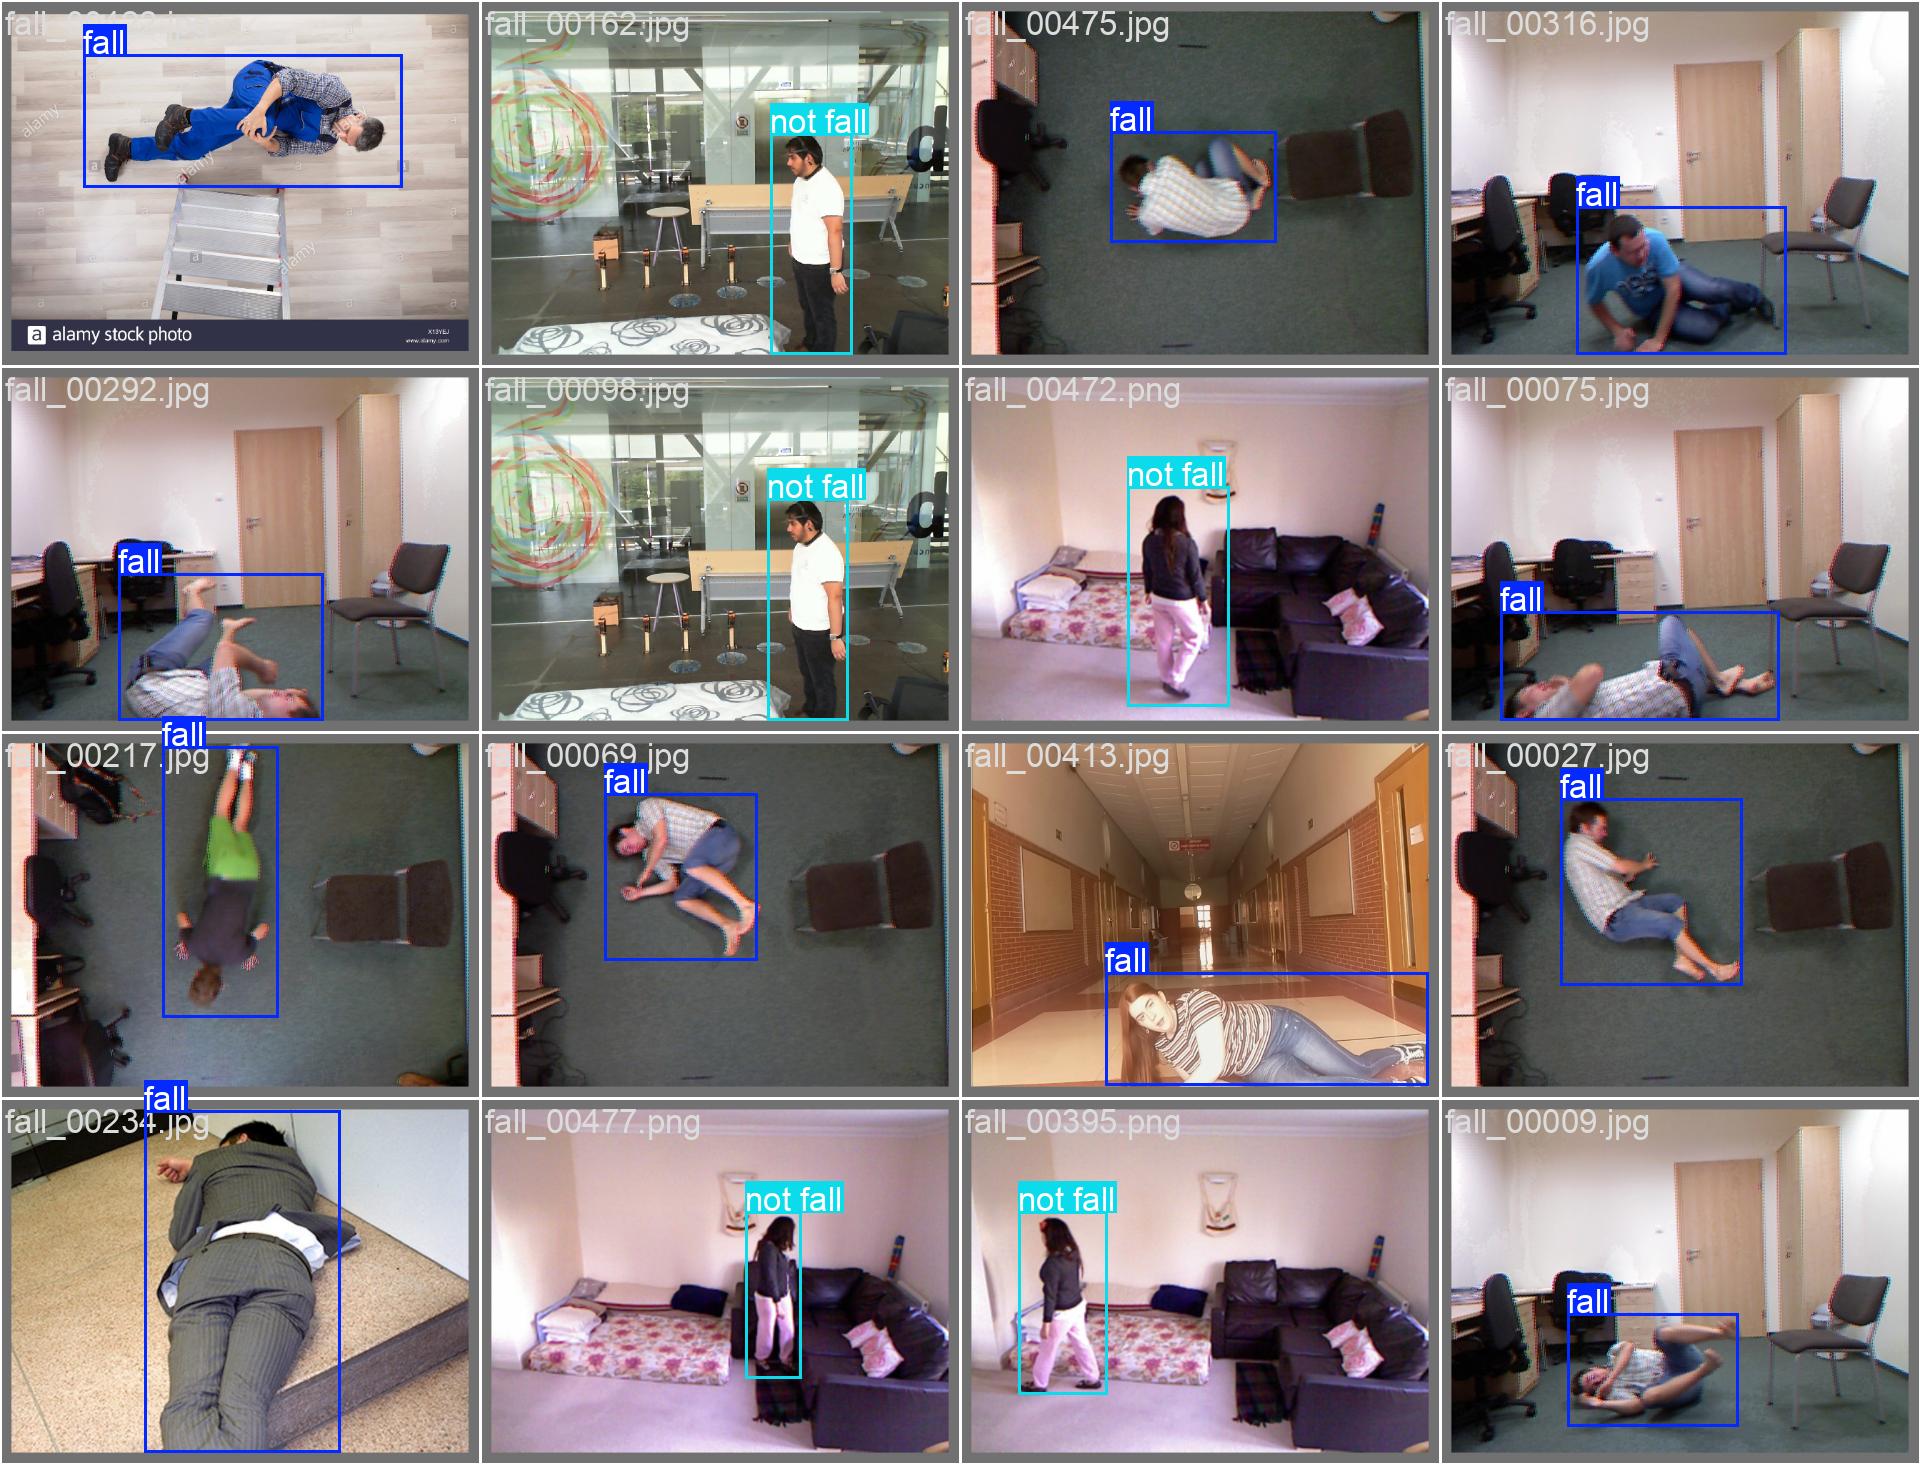 fall
alamy
alamy
alamy
a alamy stock photo
X13YEJ
www.alamy.com
fall_00162.jpg
not fall
d
fall_00475.jpg
fall
fall_00316.jpg
fall
fall_00292.jpg
fall
fall_00098.jpg
not fall
d
fall_00472.png
not fall
fall_00075.jpg
fall
fall_00217.jpg
fall
fall_00069.jpg
fall
fall_00413.jpg
fall
fall_00027.jpg
fall
fall_00234.jpg
fall
fall_00477.png
not fall
fall_00395.png
not fall
fall_00009.jpg
fall